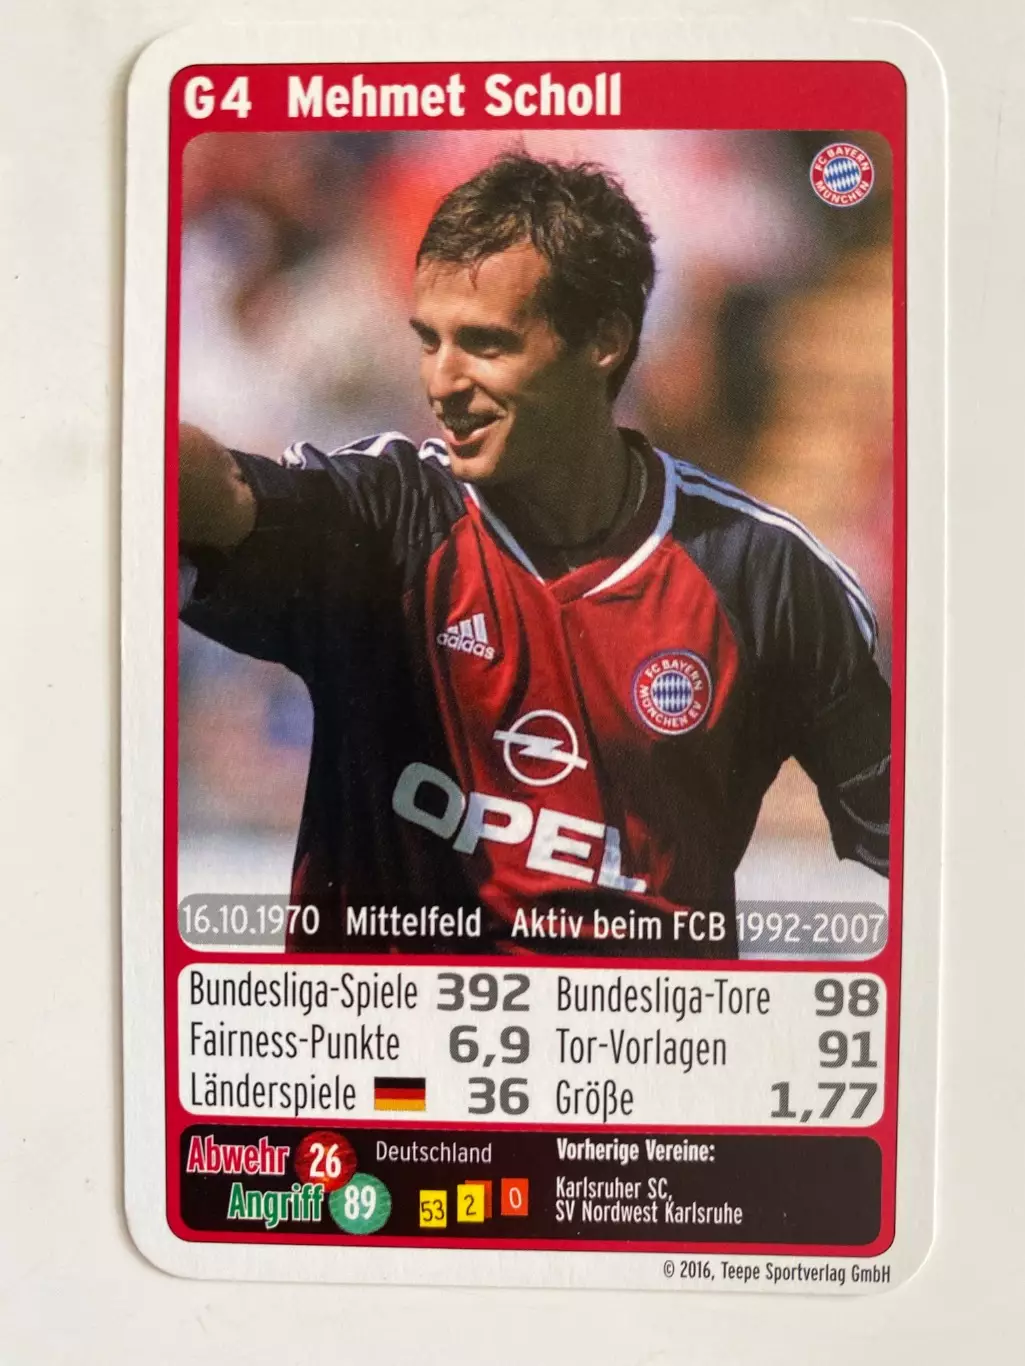 G4 Mehmet Scholl
FC BAYERN
MÜNCHEN
adidas
FC BAYERN
MÜNCHEN EV
OPEL
16.10.1970 Mittelfeld Aktiv beim FCB 1992-2007
Bundesliga-Spiele 392 Bundesliga-Tore 98
Fairness-Punkte 6,9 Tor-Vorlagen 91
Länderspiele 36 Größe 1,77
Abwehr 26 Deutschland Vorherige Vereine:
Angriff 89 53 2 0 Karlsruher SC,
SV Nordwest Karlsruhe
© 2016, Teepe Sportverlag GmbH